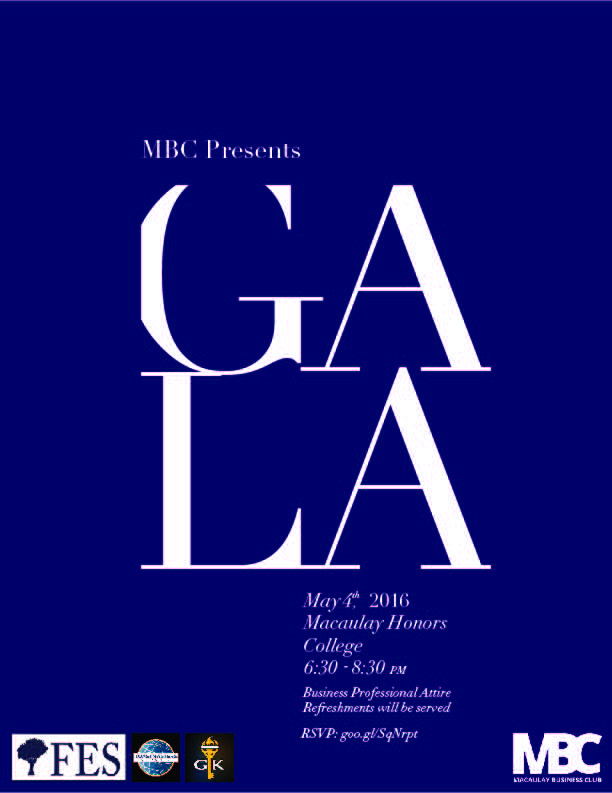 MBC Presents
GA
LA
May 4th, 2016
Macaulay Honors
College
6:30 - 8:30 PM
Business Professional Attire
Refreshments will be served
RSVP: goo.gl/SqNrpt
FES
G K
MBC
MACAULAY BUSINESS CLUB